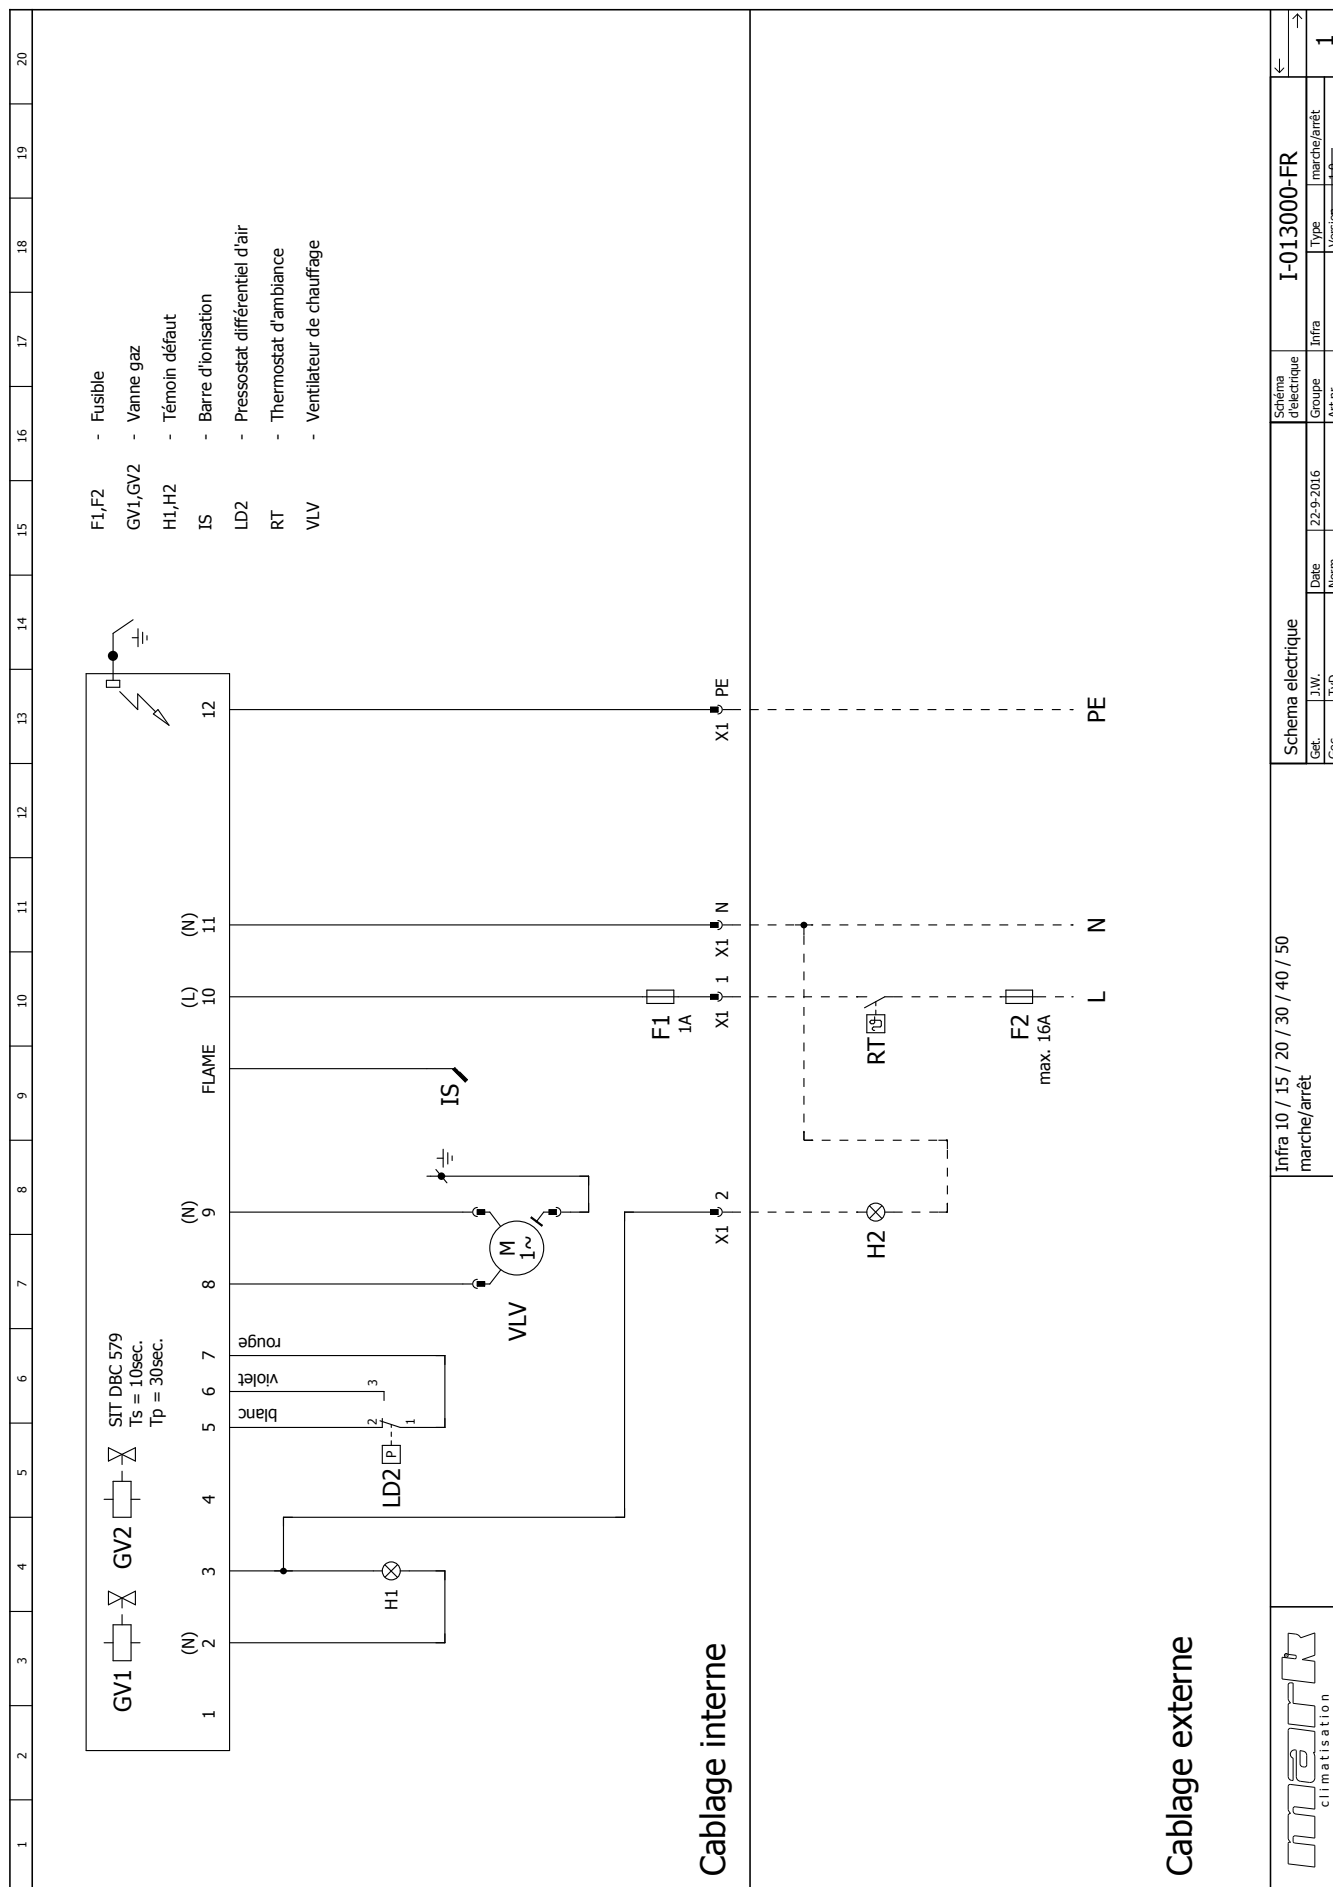 1 2 3 4 5 6 7 8 9 10 11 12 13 14 15 16 17 18 19 20
F1,F2 - Fusible
GV1,GV2 - Vanne gaz
H1,H2 - Témoin défaut
IS - Barre d'ionisation
LD2 - Pressostat différentiel d'air
RT - Thermostat d'ambiance
VLV - Ventilateur de chauffage
GV1
GV2
SIT DBC 579
Ts = 10sec.
Tp = 30sec.
(N) (N) (L) (N)
1 2 3 4 5 6 7 8 9 FLAME 10 11 12
blanc
violet
rouge
H1
LD2
P
2
1
3
VLV
M
1~
IS
F1
1A
X1 2
X1 1
X1 N
X1 PE
Cablage interne
H2
RT
F2
max. 16A
L
N
PE
Cablage externe
mark
climatisation
Infra 10 / 15 / 20 / 30 / 40 / 50
marche/arrêt
Schema electrique
Schéma
d'electrique
I-013000-FR
Get. J.W. Date 22-9-2016 Groupe Infra Type marche/arrêt
1